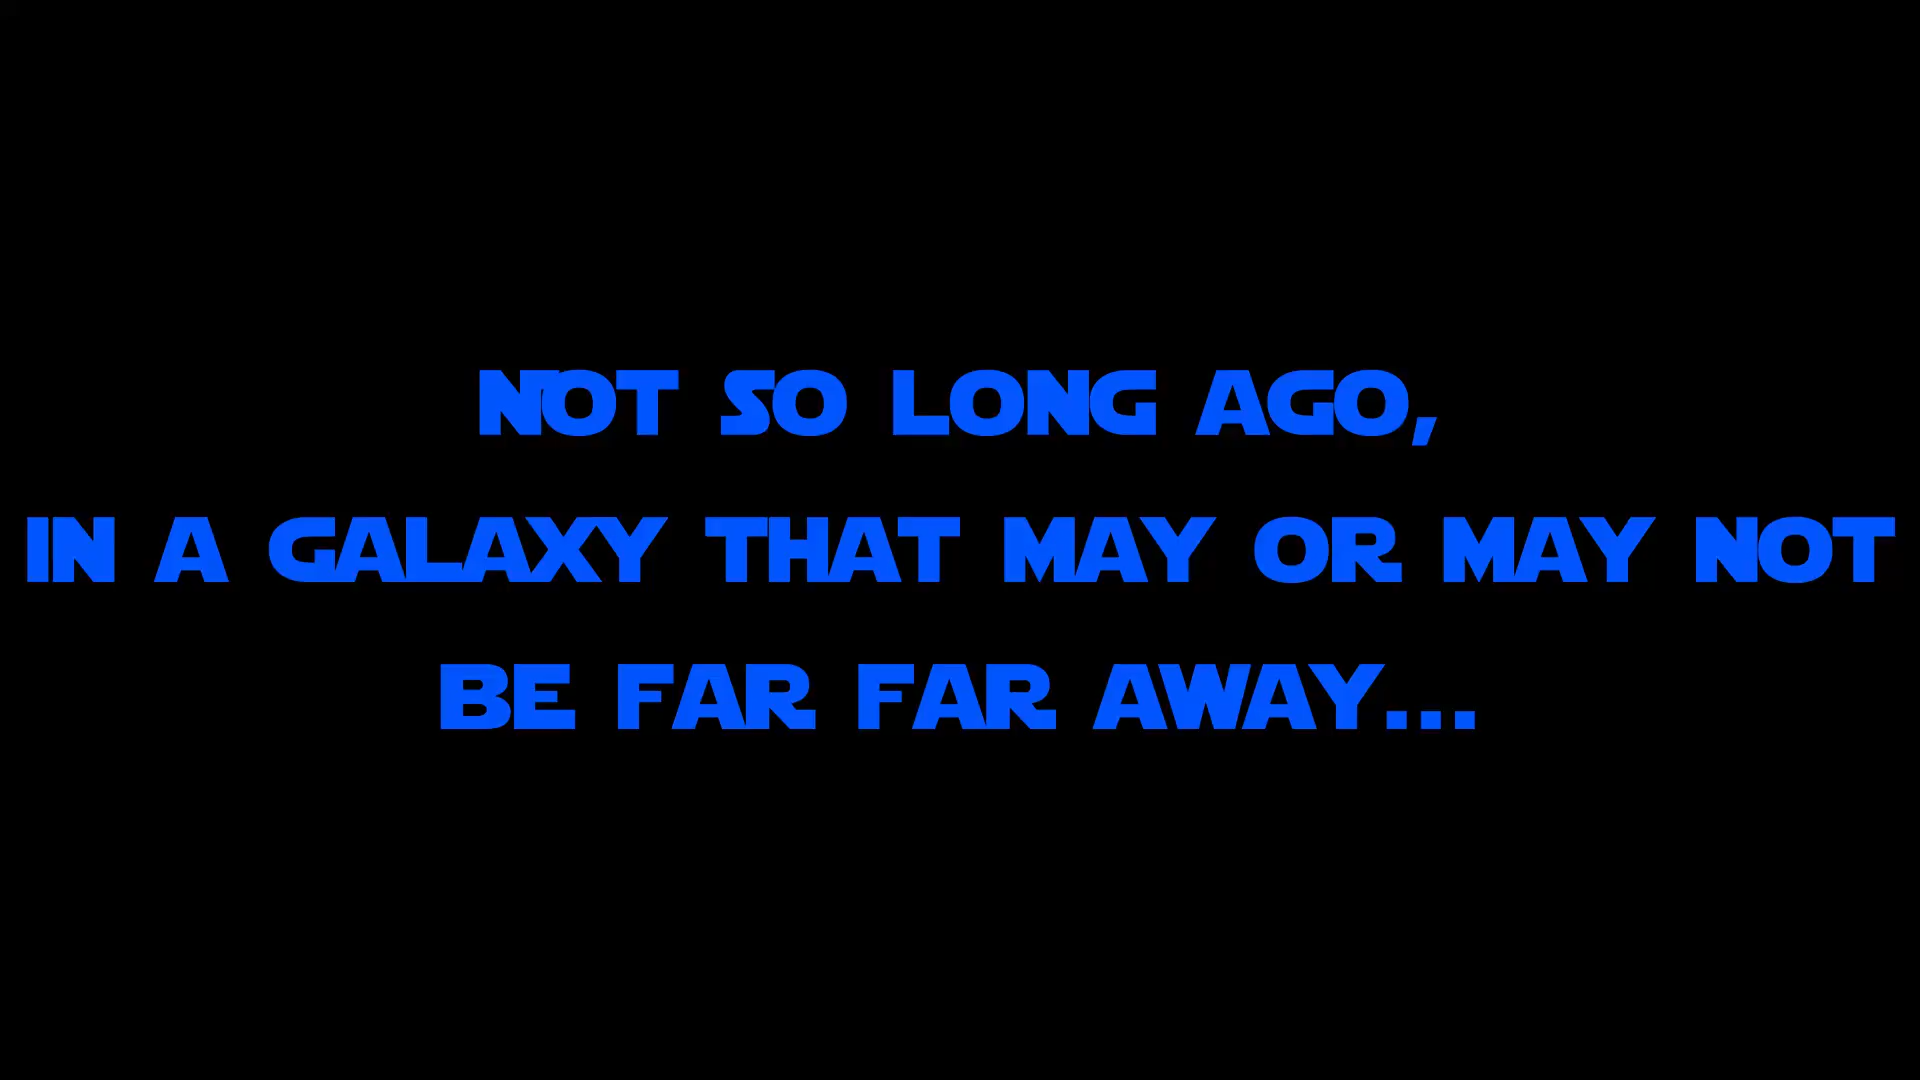 NOT SO LONG AGO,
IN A GALAXY THAT MAY OR MAY NOT
BE FAR FAR AWAY...